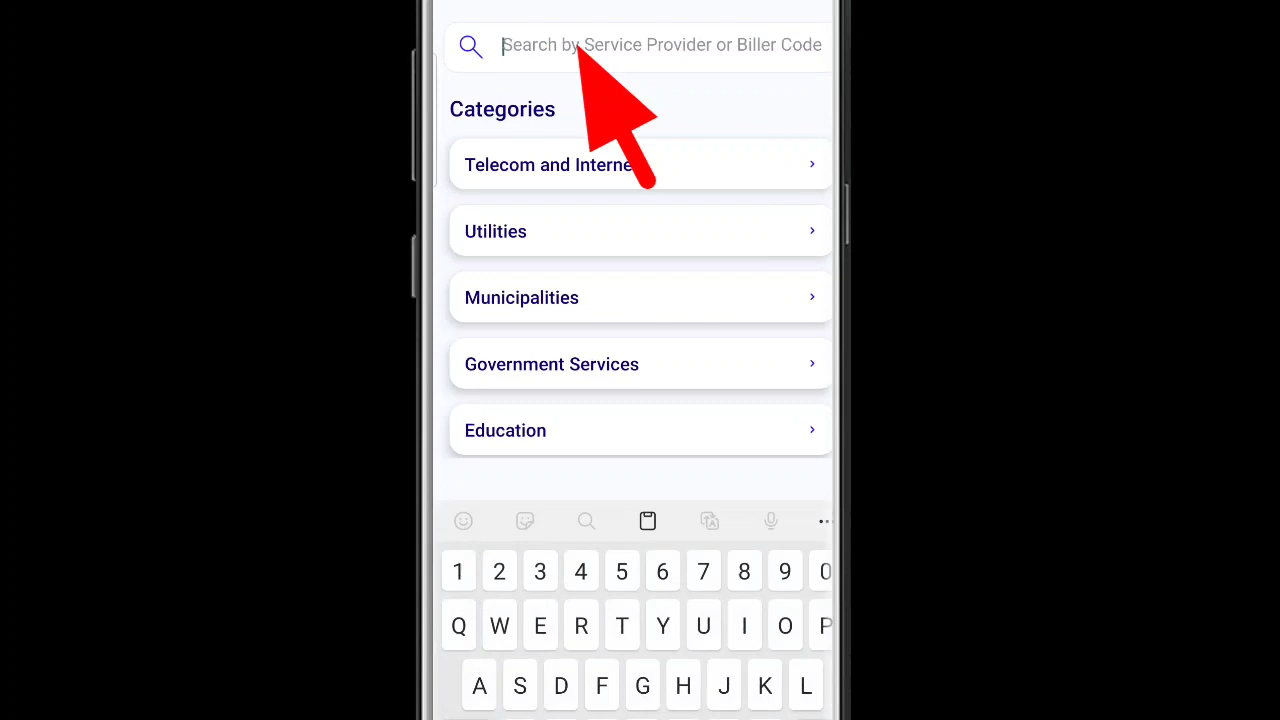 Search by Service Provider or Biller Code
Categories
Telecom and Interne
Utilities
Municipalities
Government Services
Education
1 2 3 4 5 6 7 8 9 0
Q W E R T Y U I O P
A S D F G H J K L